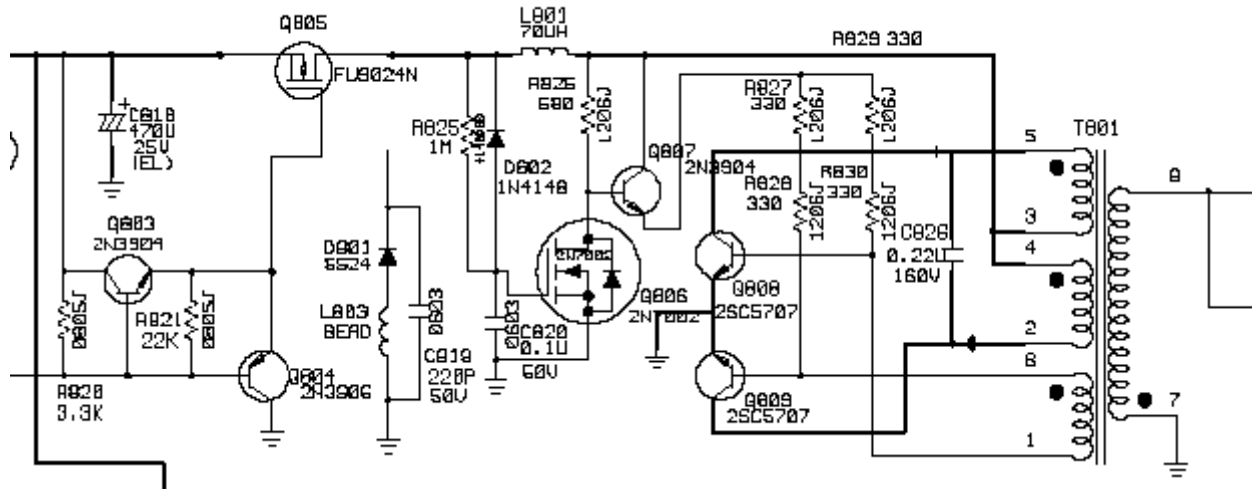 Q805
FU9024N
L801
70UH
R829 330
C818
470U
25V
(EL)
R825
1M
R826
680
1206J
D802
1N4148
Q807
2N3904
R827
330
1206J
1206J
R828
330
1206J
R830
330
1206J
C826
0.22U
160V
5
T801
3
4
2
6
1
8
7
Q803
2N3904
0805J
R821
22K
0805J
R820
3.3K
Q804
2N3906
D801
L803
BEAD
0603
C819
220P
50V
0603
C820
0.1U
60V
2N7002
Q806
2N7002
Q808
2SC5707
Q809
2SC5707